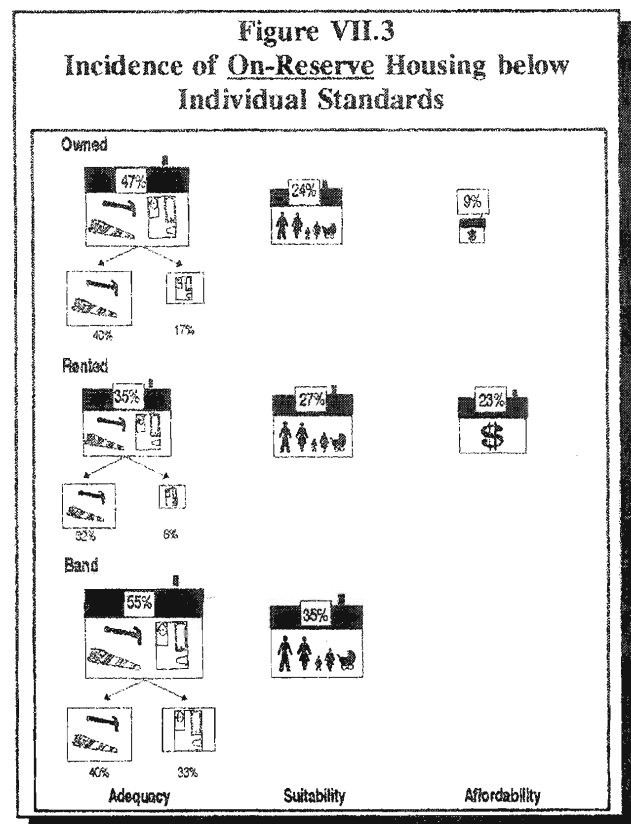 Figure VII.3
Incidence of On-Reserve Housing below
Individual Standards
Owned
47%
24%
9%
$
40%
17%
Rented
35%
27%
23%
$
32%
6%
Band
55%
35%
40%
33%
Adequacy Suitability Affordability